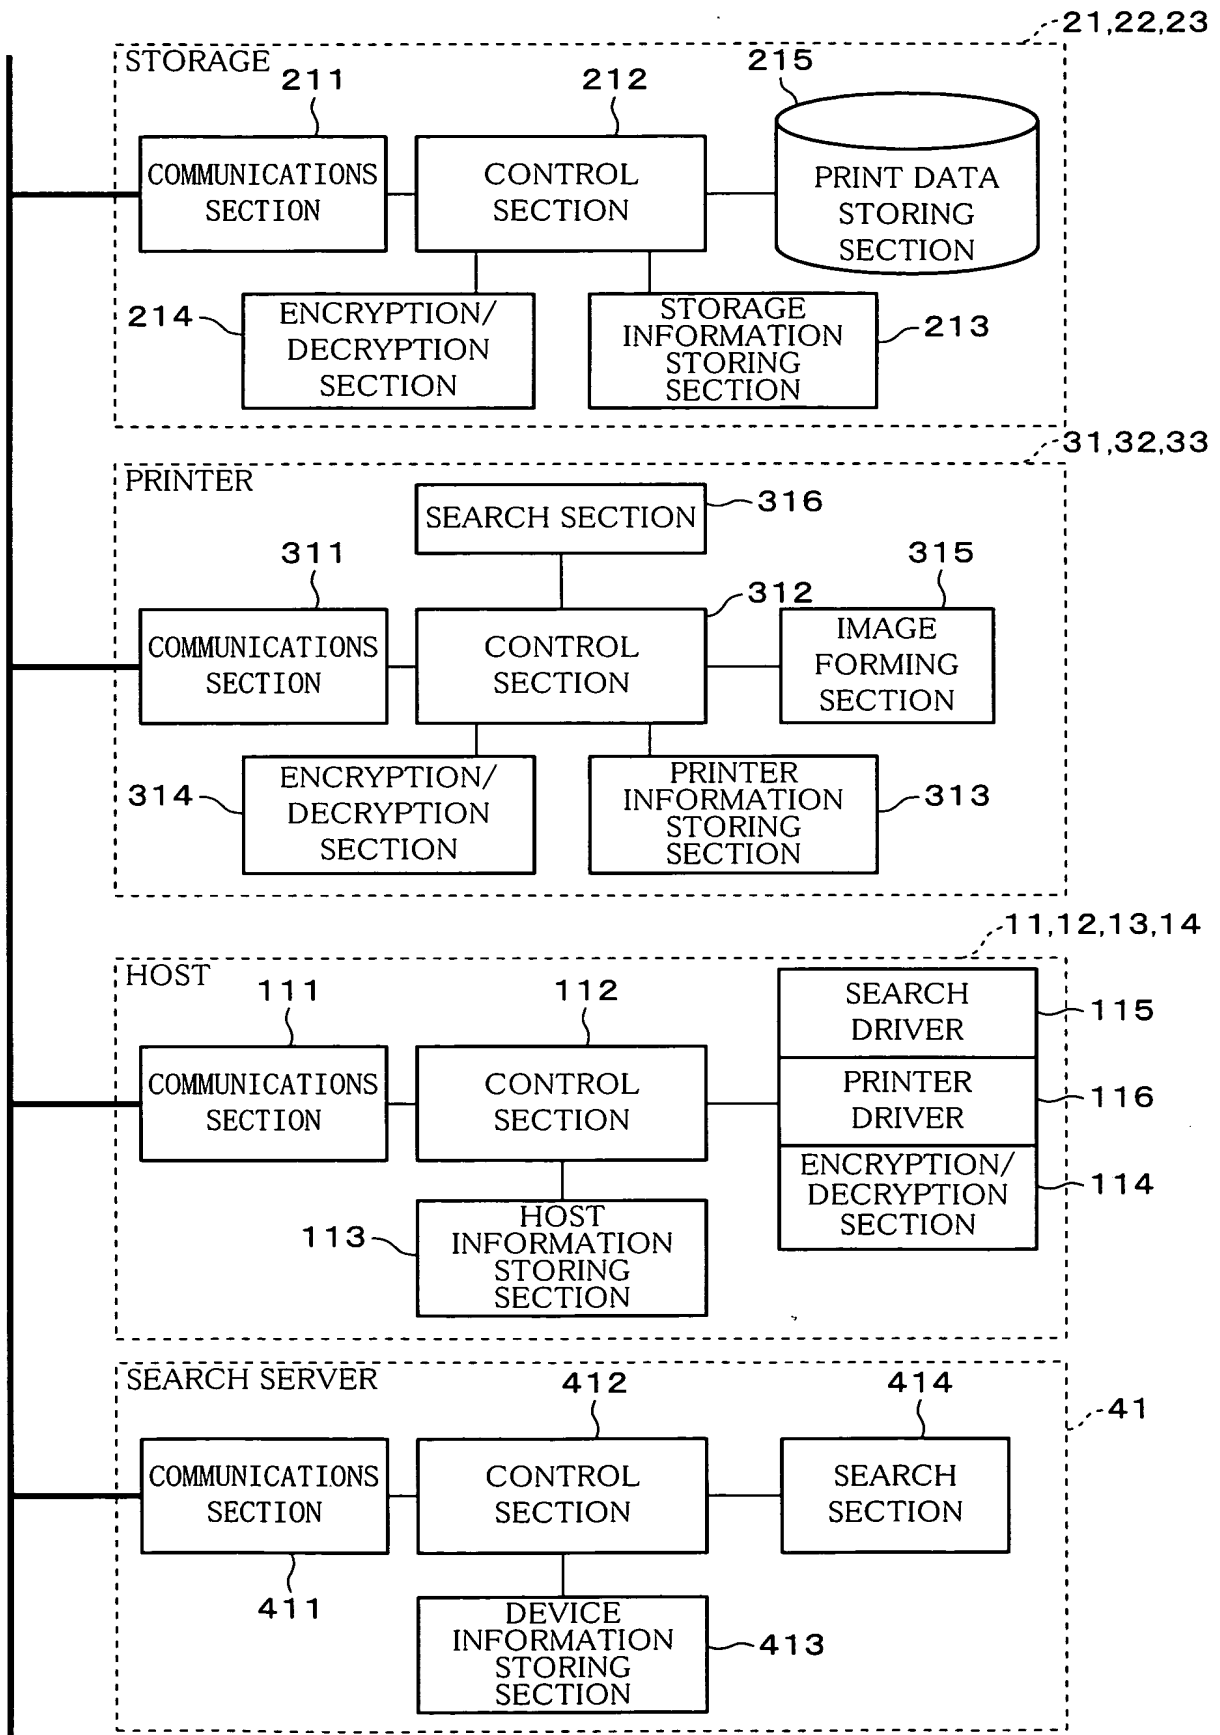 21,22,23
STORAGE
211
212
215
COMMUNICATIONS
SECTION
CONTROL
SECTION
PRINT DATA
STORING
SECTION
214
ENCRYPTION/
DECRYPTION
SECTION
STORAGE
INFORMATION
STORING
SECTION
213
31,32,33
PRINTER
SEARCH SECTION
316
311
312
315
COMMUNICATIONS
SECTION
CONTROL
SECTION
IMAGE
FORMING
SECTION
314
ENCRYPTION/
DECRYPTION
SECTION
PRINTER
INFORMATION
STORING
SECTION
313
11,12,13,14
HOST
111
112
SEARCH
DRIVER
115
COMMUNICATIONS
SECTION
CONTROL
SECTION
PRINTER
DRIVER
116
ENCRYPTION/
DECRYPTION
SECTION
114
113
HOST
INFORMATION
STORING
SECTION
SEARCH SERVER
412
414
41
COMMUNICATIONS
SECTION
CONTROL
SECTION
SEARCH
SECTION
411
DEVICE
INFORMATION
STORING
SECTION
413